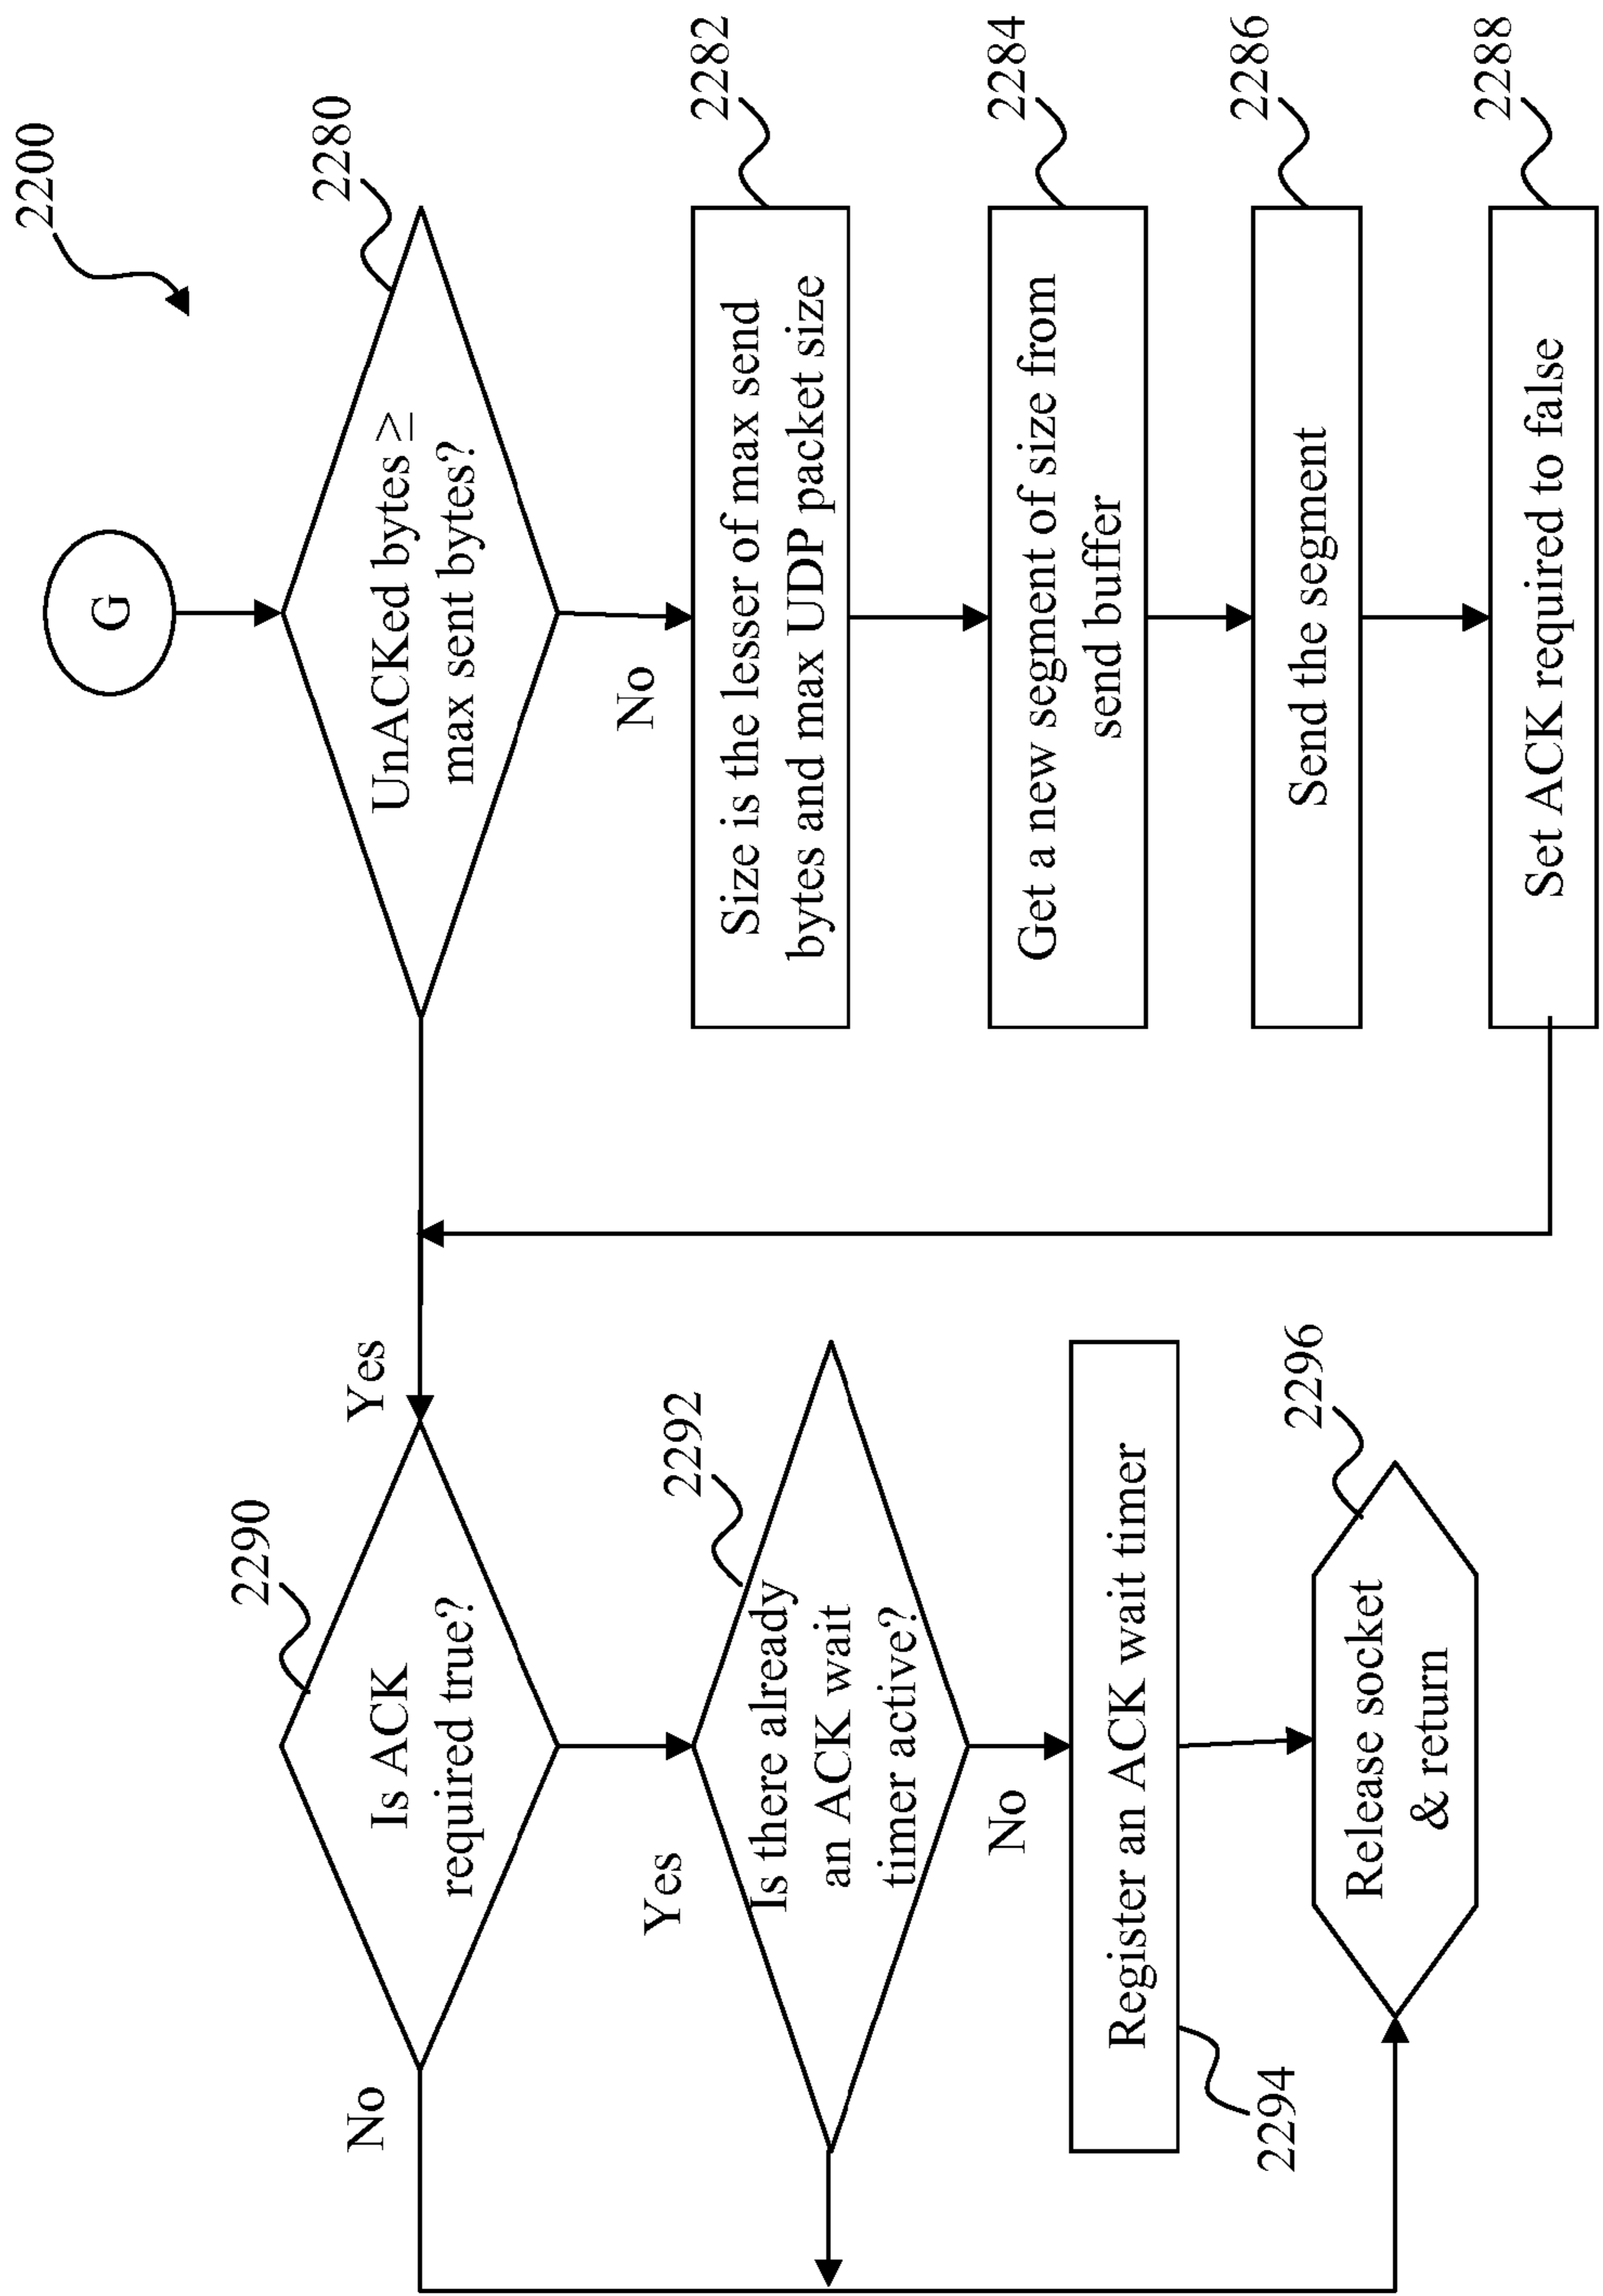 2200
G
2280
UnACKed bytes ≥
max sent bytes?
No
2282
Size is the lesser of max send
bytes and max UDP packet size
2284
Get a new segment of size from
send buffer
2286
Send the segment
2288
Set ACK required to false
Yes
2290
Is ACK
required true?
No
Yes
2292
Is there already
an ACK wait
timer active?
No
Register an ACK wait timer
2294
2296
Release socket
& return